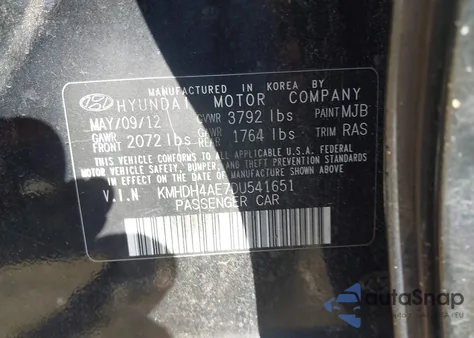 MANUFACTURED IN KOREA BY
HYUNDAI MOTOR COMPANY
MAY/09/12 GVWR 3792 lbs PAINT MJB
GAWR FRONT 2072 lbs GAWR REAR 1764 lbs TRIM RAS
THIS VEHICLE CONFORMS TO ALL APPLICABLE U.S.A. FEDERAL
MOTOR VEHICLE SAFETY, BUMPER, AND THEFT PREVENTION
STANDARDS IN EFFECT ON THE DATE OF MANUFACTURE SHOWN ABOVE.
V.I.N KMHDH4AE7DU541651
PASSENGER CAR
autoSnap